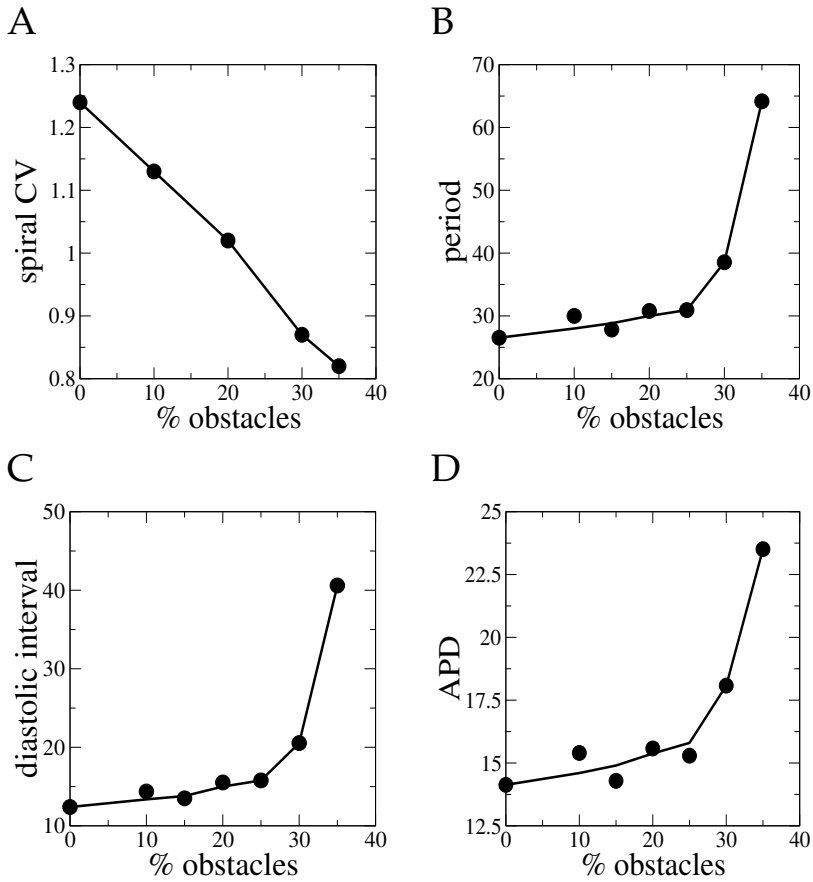 A
1.3
1.2
1.1
1
0.9
0.8
0 10 20 30 40
spiral CV
% obstacles
B
70
60
50
40
30
20
0 10 20 30 40
period
% obstacles
C
50
40
30
20
10
0 10 20 30 40
diastolic interval
% obstacles
D
25
22.5
20
17.5
15
12.5
0 10 20 30 40
APD
% obstacles